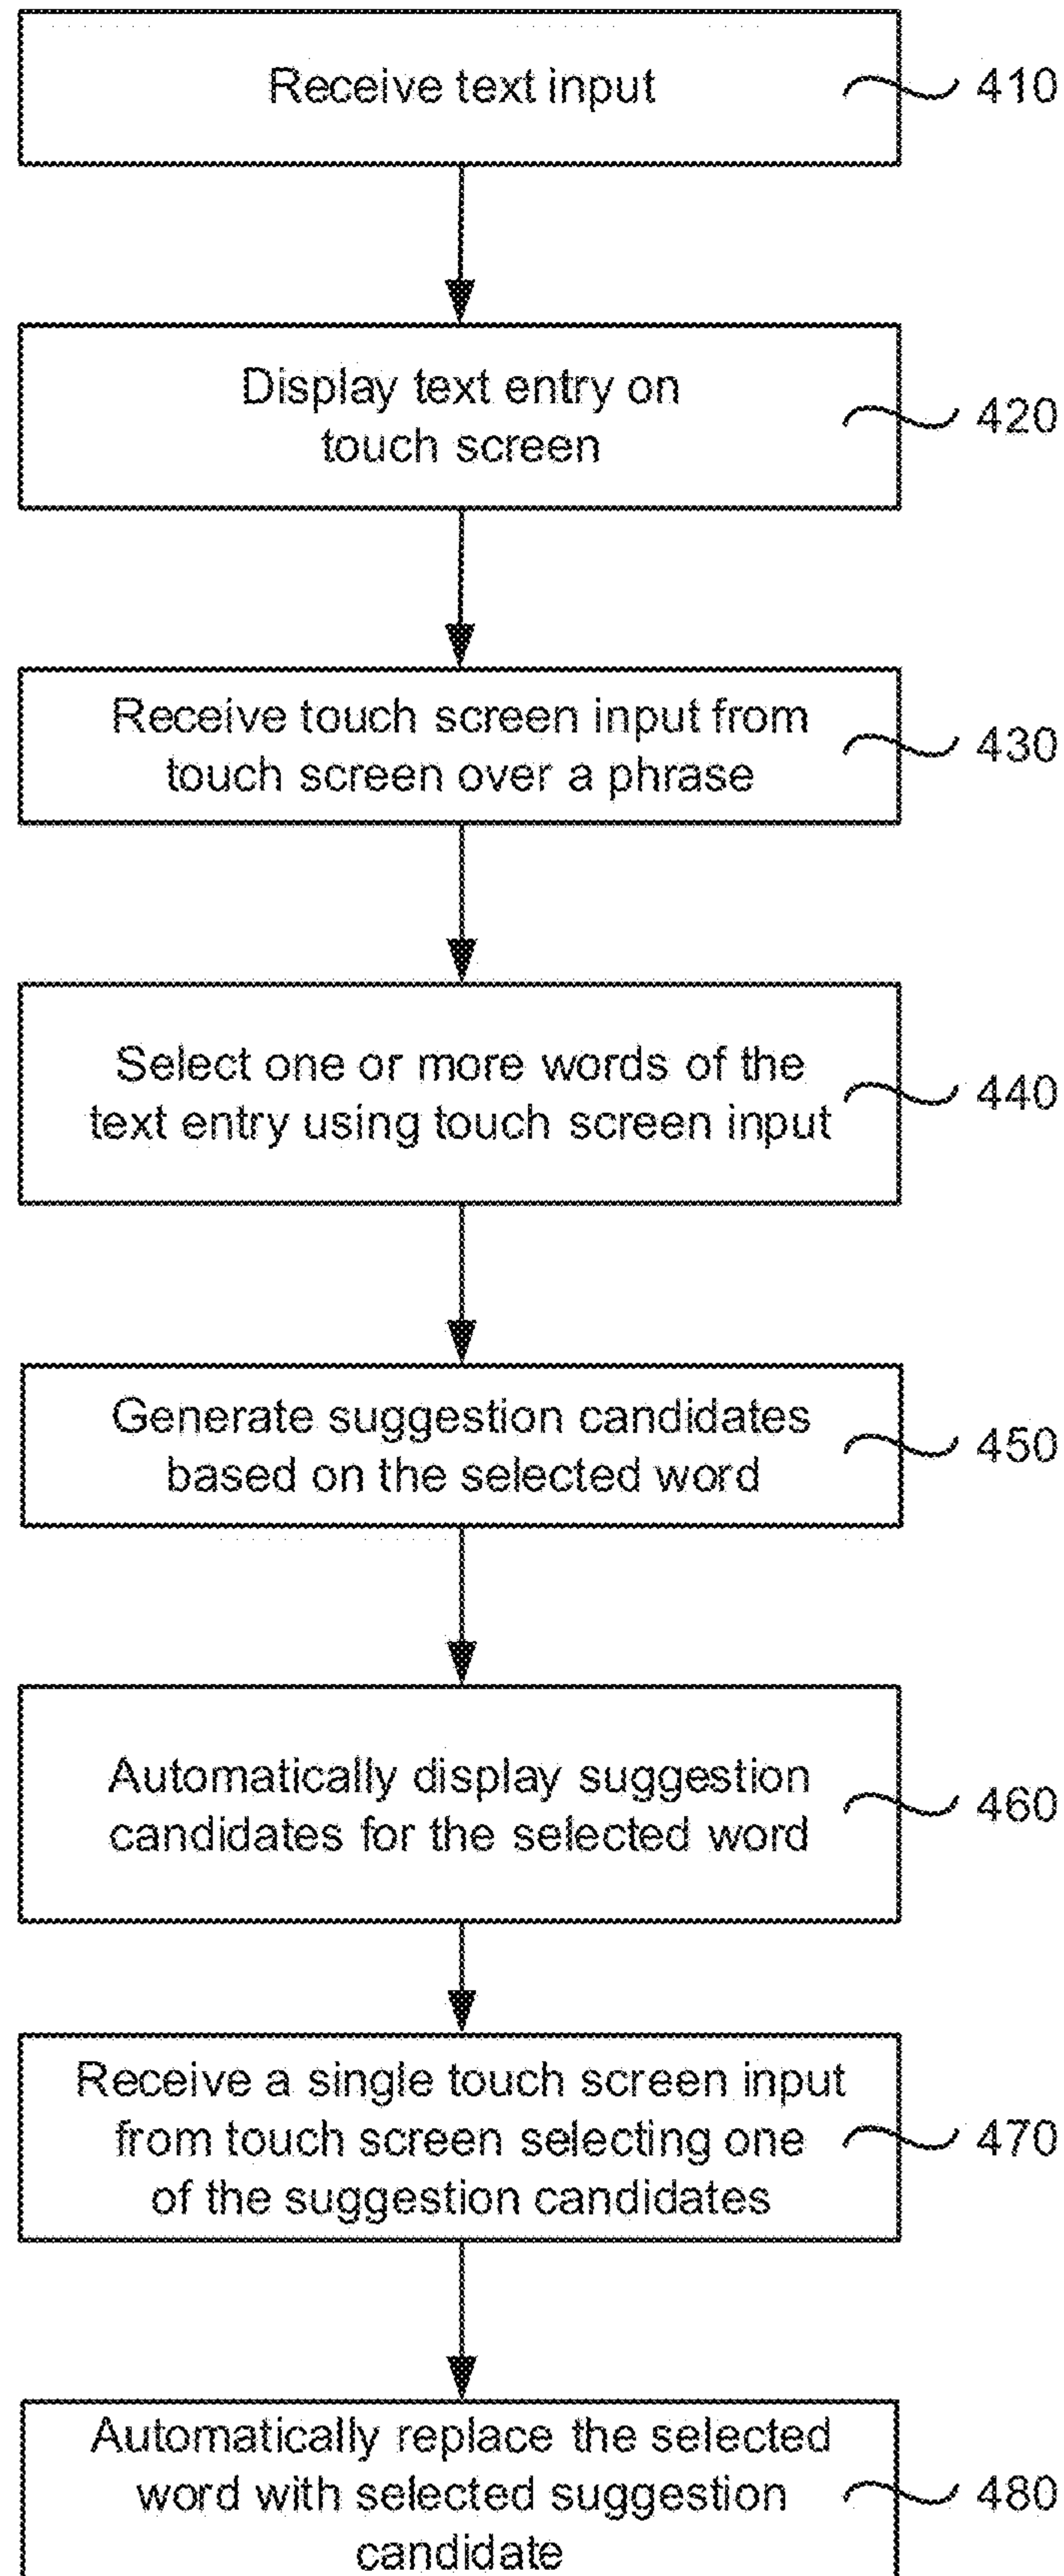 Receive text input
410
Display text entry on
touch screen
420
Receive touch screen input from
touch screen over a phrase
430
Select one or more words of the
text entry using touch screen input
440
Generate suggestion candidates
based on the selected word
450
Automatically display suggestion
candidates for the selected word
460
Receive a single touch screen input
from touch screen selecting one
of the suggestion candidates
470
Automatically replace the selected
word with selected suggestion
candidate
480